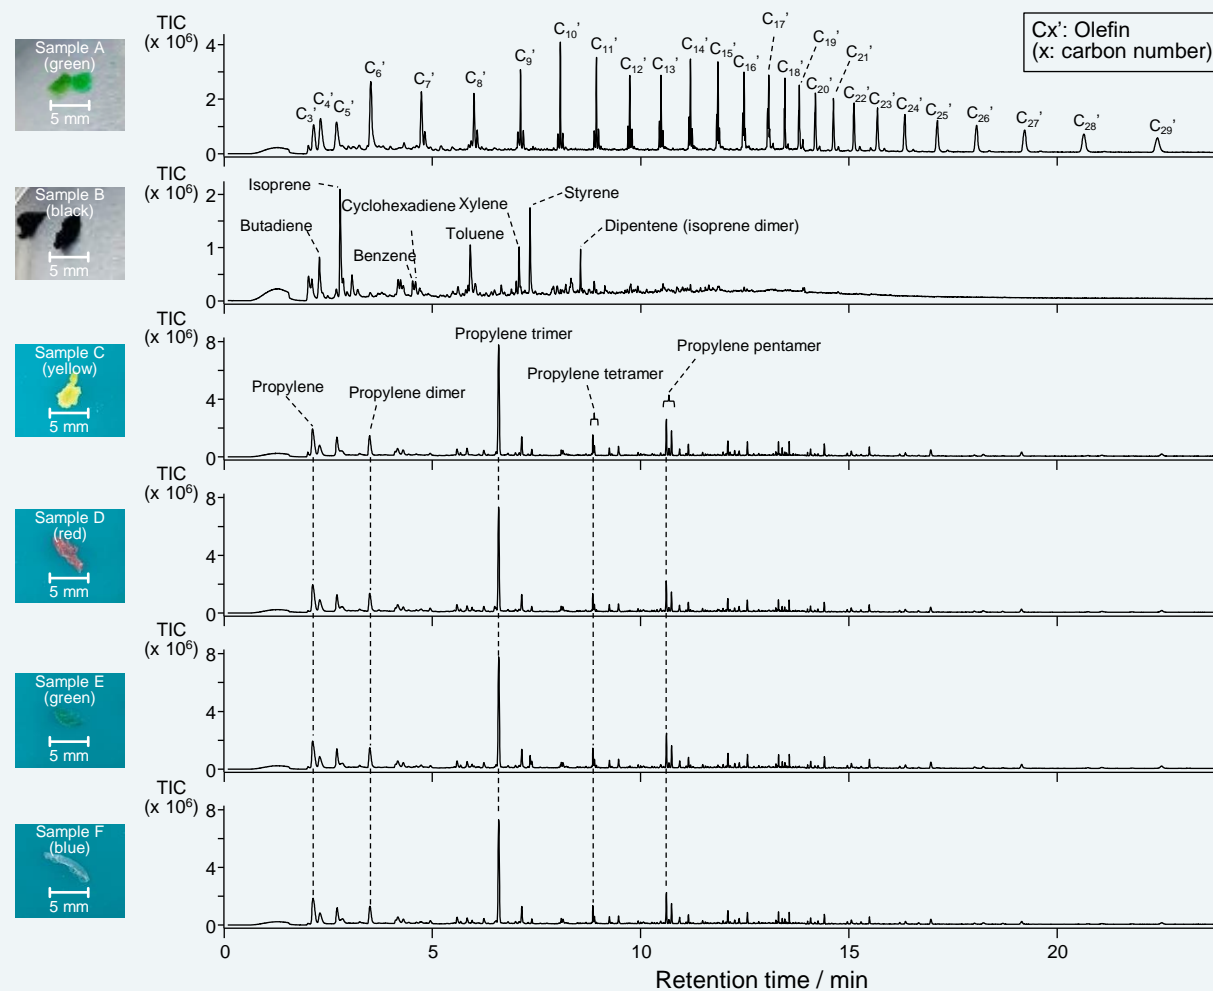 TIC
(x 10⁶)
Sample A
(green)
5 mm
4
2
0
C₃'
C₄'
C₅'
C₆'
C₇'
C₈'
C₉'
C₁₀'
C₁₁'
C₁₂'
C₁₃'
C₁₄'
C₁₅'
C₁₆'
C₁₇'
C₁₈'
C₁₉'
C₂₀'
C₂₁'
C₂₂'
C₂₃'
C₂₄'
C₂₅'
C₂₆'
C₂₇'
C₂₈'
C₂₉'
Cx': Olefin
(x: carbon number)
TIC
(x 10⁶)
Sample B
(black)
5 mm
2
1
0
Isoprene
Butadiene
Cyclohexadiene
Benzene
Toluene
Xylene
Styrene
Dipentene (isoprene dimer)
TIC
(x 10⁶)
Sample C
(yellow)
5 mm
8
4
0
Propylene
Propylene dimer
Propylene trimer
Propylene tetramer
Propylene pentamer
TIC
(x 10⁶)
Sample D
(red)
5 mm
8
4
0
TIC
(x 10⁶)
Sample E
(green)
5 mm
8
4
0
TIC
(x 10⁶)
Sample F
(blue)
5 mm
8
4
0
0 5 10 15 20
Retention time / min